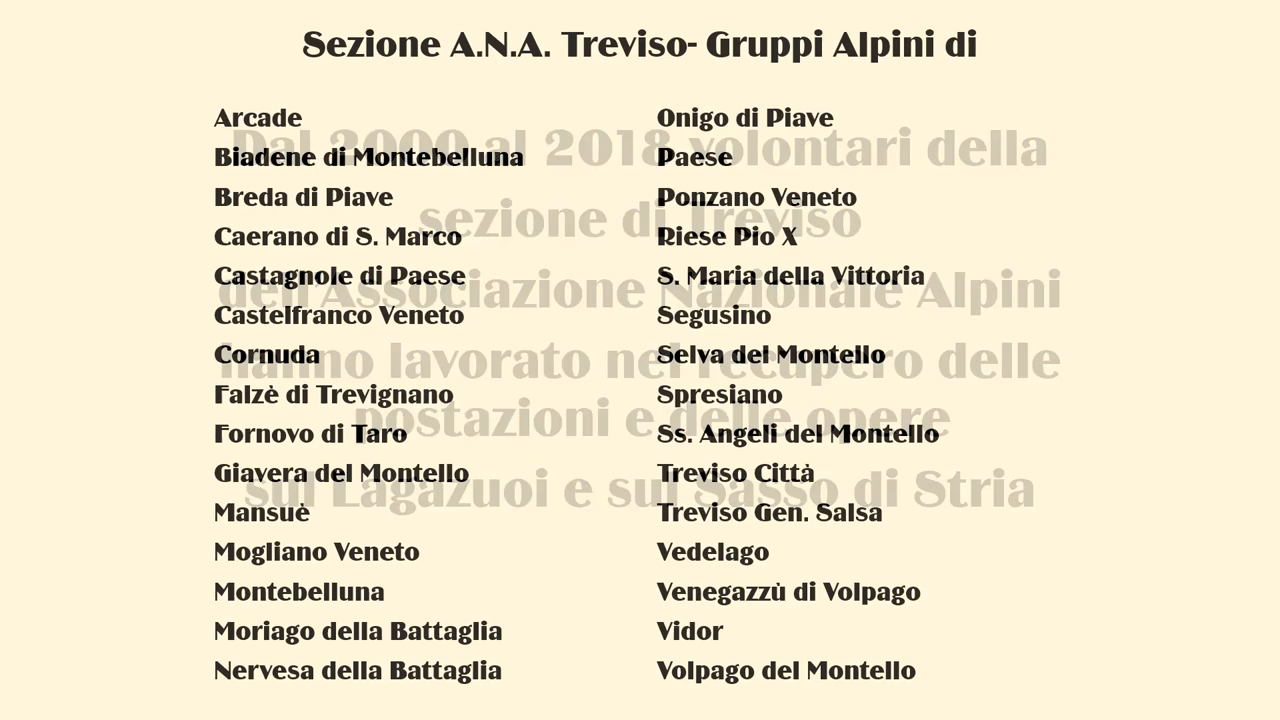 Sezione A.N.A. Treviso- Gruppi Alpini di
Arcade
Biadene di Montebelluna
Breda di Piave
Caerano di S. Marco
Castagnole di Paese
Castelfranco Veneto
Cornuda
Falzè di Trevignano
Fornovo di Taro
Giavera del Montello
Mansuè
Mogliano Veneto
Montebelluna
Moriago della Battaglia
Nervesa della Battaglia
Onigo di Piave
Paese
Ponzano Veneto
Riese Pio X
S. Maria della Vittoria
Segusino
Selva del Montello
Spresiano
Ss. Angeli del Montello
Treviso Città
Treviso Gen. Salsa
Vedelago
Venegazzù di Volpago
Vidor
Volpago del Montello
Dal 2000 al 2018 volontari della
sezione di Treviso
dell'Associazione Nazionale Alpini
hanno lavorato nel recupero delle
postazioni e delle opere
sul Lagazuoi e sul Sasso di Stria